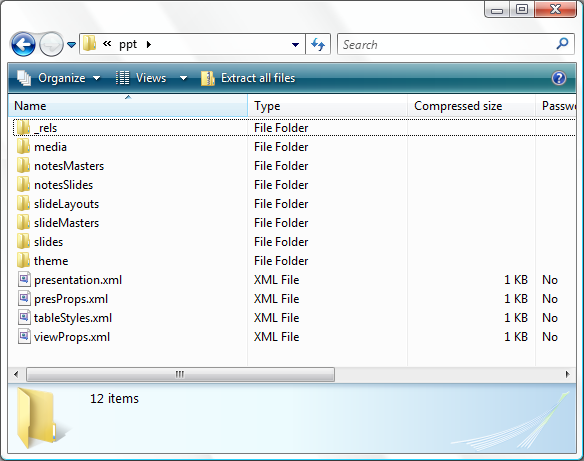 « ppt
Search
Organize Views Extract all files
Name Type Compressed size Passw
_rels File Folder
media File Folder
notesMasters File Folder
notesSlides File Folder
slideLayouts File Folder
slideMasters File Folder
slides File Folder
theme File Folder
presentation.xml XML File 1 KB No
presProps.xml XML File 1 KB No
tableStyles.xml XML File 1 KB No
viewProps.xml XML File 1 KB No
12 items